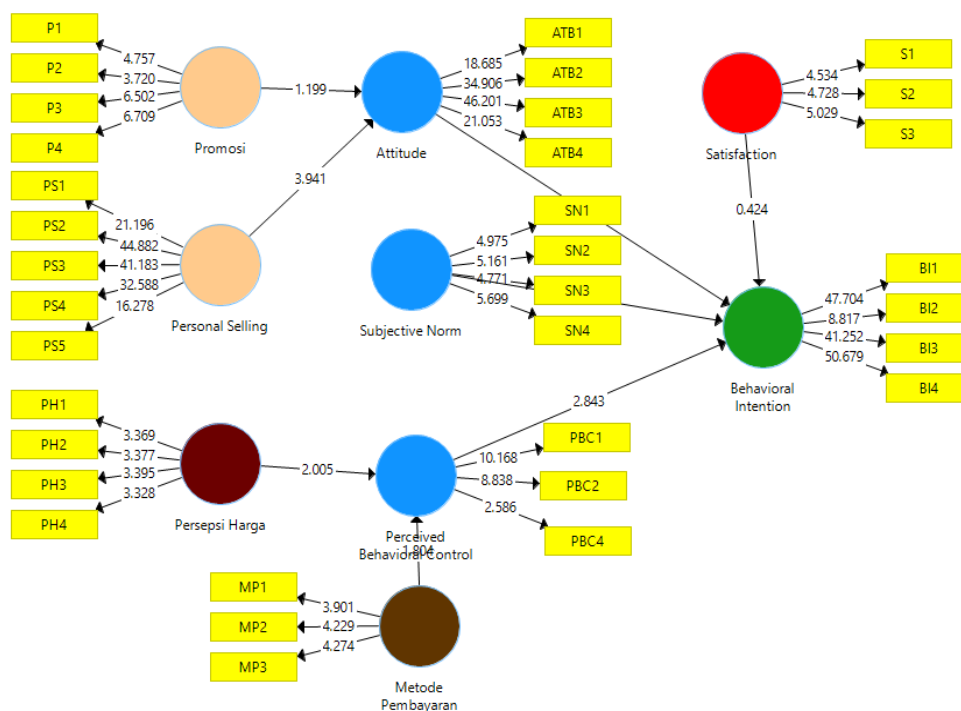 P1
P2
P3
P4
4.757
3.720
6.502
6.709
Promosi
1.199
PS1
PS2
PS3
PS4
PS5
21.196
44.882
41.183
32.588
16.278
Personal Selling
3.941
ATB1
ATB2
ATB3
ATB4
18.685
34.906
46.201
21.053
Attitude
S1
S2
S3
4.534
4.728
5.029
Satisfaction
0.424
SN1
SN2
SN3
SN4
4.975
5.161
4.771
5.699
Subjective Norm
BI1
BI2
BI3
BI4
47.704
8.817
41.252
50.679
Behavioral
Intention
PH1
PH2
PH3
PH4
3.369
3.377
3.395
3.328
Persepsi Harga
2.005
2.843
PBC1
PBC2
PBC4
10.168
8.838
2.586
Perceived
Behavioral Control
1.804
MP1
MP2
MP3
3.901
4.229
4.274
Metode
Pembayaran